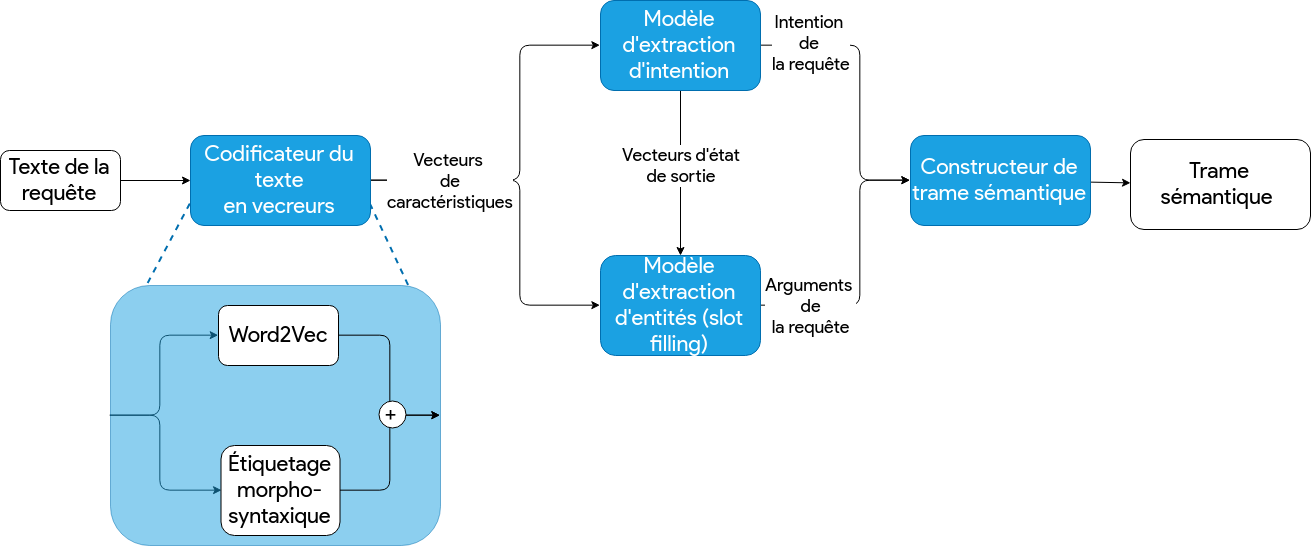 Texte de la
requête
Codificateur du
texte
en vecreurs
Vecteurs
de
caractéristiques
Modèle
d'extraction
d'intention
Intention
de
la requête
Vecteurs d'état
de sortie
Modèle
d'extraction
d'entités (slot
filling)
Arguments
de
la requête
Constructeur de
trame sémantique
Trame
sémantique
Word2Vec
+
Étiquetage
morpho-
syntaxique